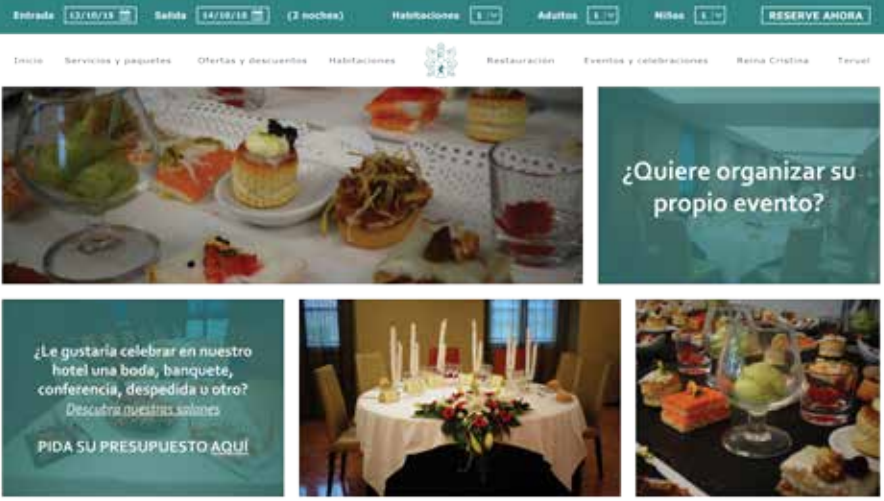 Entrada 12/10/18 Salida 14/10/18 (2 noches) Habitaciones 1 Adultos 1 Niños 1 RESERVE AHORA
Inicio Servicios y paquetes Ofertas y descuentos Habitaciones Restauración Eventos y celebraciones Reina Cristina Teruel
¿Quiere organizar su
propio evento?
¿Le gustaría celebrar en nuestro
hotel una boda, banquete,
conferencia, despedida u otro?
Descubra nuestros salones
PIDA SU PRESUPUESTO AQUÍ